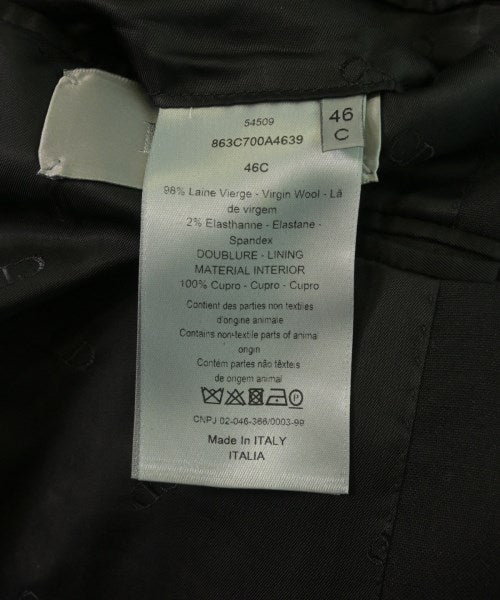 54509
46
C
863C700A4639
46C
98% Laine Vierge - Virgin Wool - Lã
de virgem
2% Elasthanne - Elastane -
Spandex
DOUBLURE - LINING
MATERIAL INTERIOR
100% Cupro - Cupro - Cupro
Contient des parties non textiles
d'origine animale
Contains non-textile parts of animal
origin
Contém partes não têxteis
de origem animal
CNPJ 02-046-366/0003-99
Made In ITALY
ITALIA